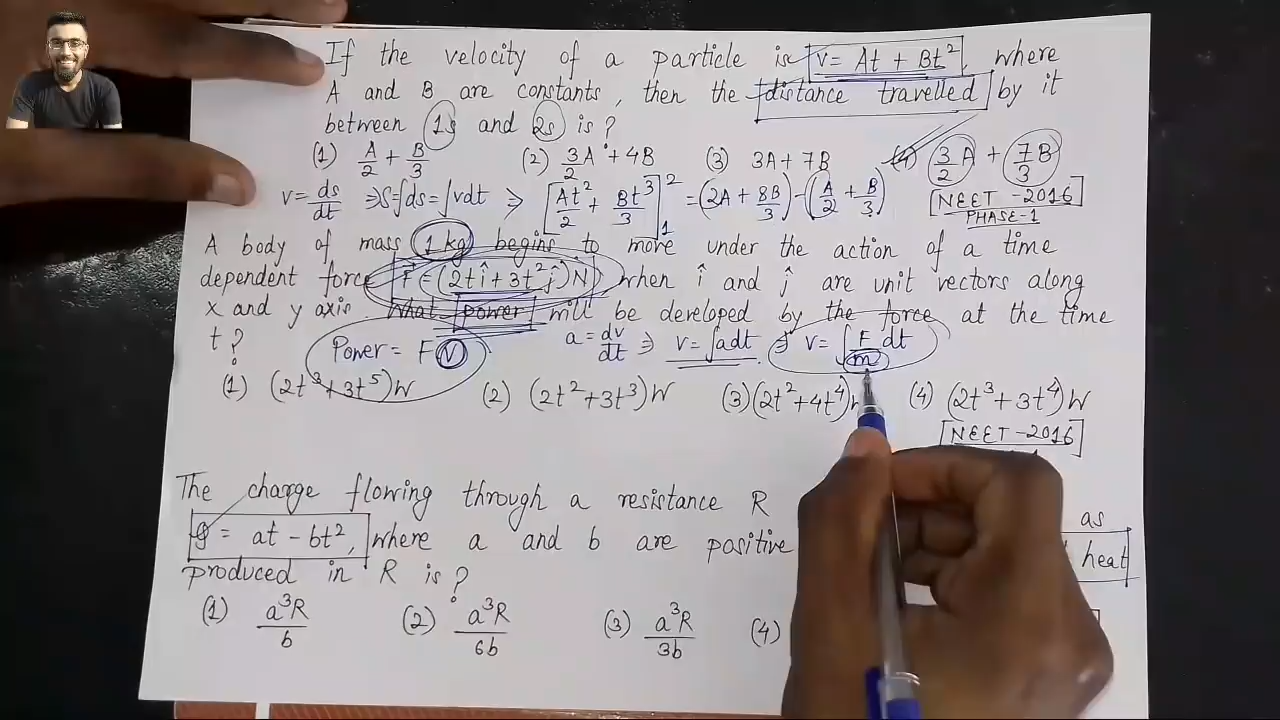 If the velocity of a particle is v = At + Bt², where
A and B are constants, then the distance travelled by it
between 1s and 2s is ?
(1) A/2 + B/3 (2) 3/2 A + 4B (3) 3A + 7B (4) 3/2 A + 7B/3
v = ds/dt ⇒ S = ∫ds = ∫vdt ⇒ [At²/2 + Bt³/3]₁² = (2A + 8B/3) - (A/2 + B/3) [NEET - 2016]
PHASE-1
A body of mass 1 kg begins to move under the action of a time
dependent force F = (2tî + 3t²ĵ) N when î and ĵ are unit vectors along
x and y axis. What power will be developed by the force at the time
t ?
Power = F V a = dv/dt ⇒ v = ∫adt ⇒ v = ∫ F/m dt
(1) (2t³ + 3t⁵) W (2) (2t² + 3t³) W (3) (2t² + 4t⁴) (4) (2t³ + 3t⁴) W
[NEET - 2016]
The charge flowing through a resistance R as
q = at - bt², where a and b are positive heat
produced in R is ?
(1) a³R/b (2) a³R/6b (3) a³R/3b (4)